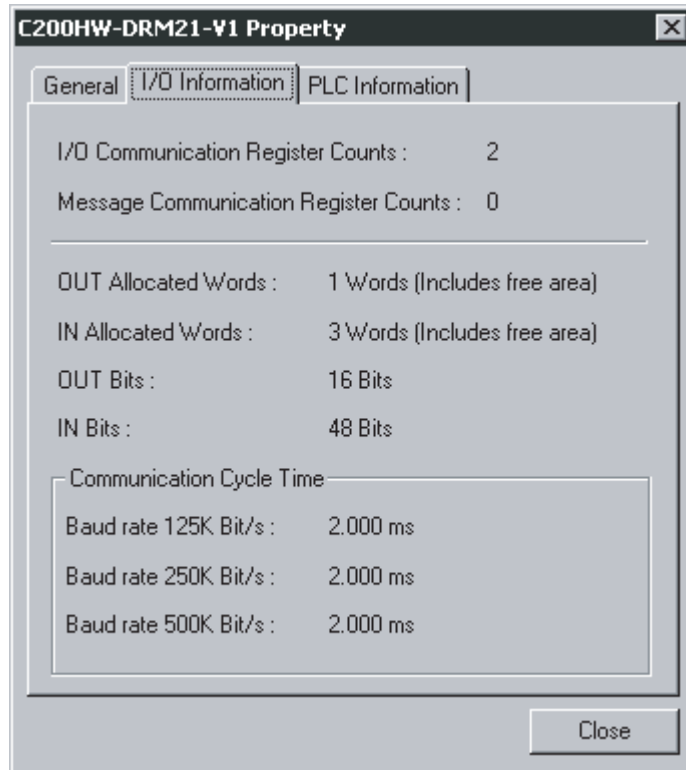 C200HW-DRM21-V1 Property
General I/O Information PLC Information
I/O Communication Register Counts : 2
Message Communication Register Counts : 0
OUT Allocated Words : 1 Words (Includes free area)
IN Allocated Words : 3 Words (Includes free area)
OUT Bits : 16 Bits
IN Bits : 48 Bits
Communication Cycle Time
Baud rate 125K Bit/s : 2.000 ms
Baud rate 250K Bit/s : 2.000 ms
Baud rate 500K Bit/s : 2.000 ms
Close